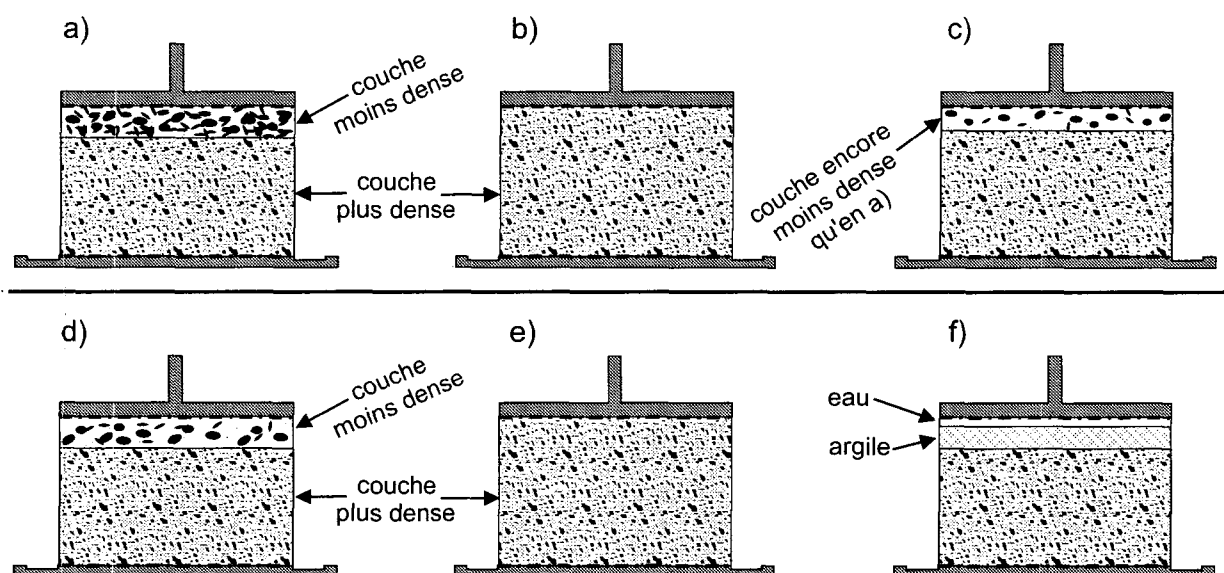 a)
couche
moins dense
couche
plus dense
b)
c)
couche encore
moins dense
qu'en a)
d)
couche
moins dense
couche
plus dense
e)
f)
eau
argile